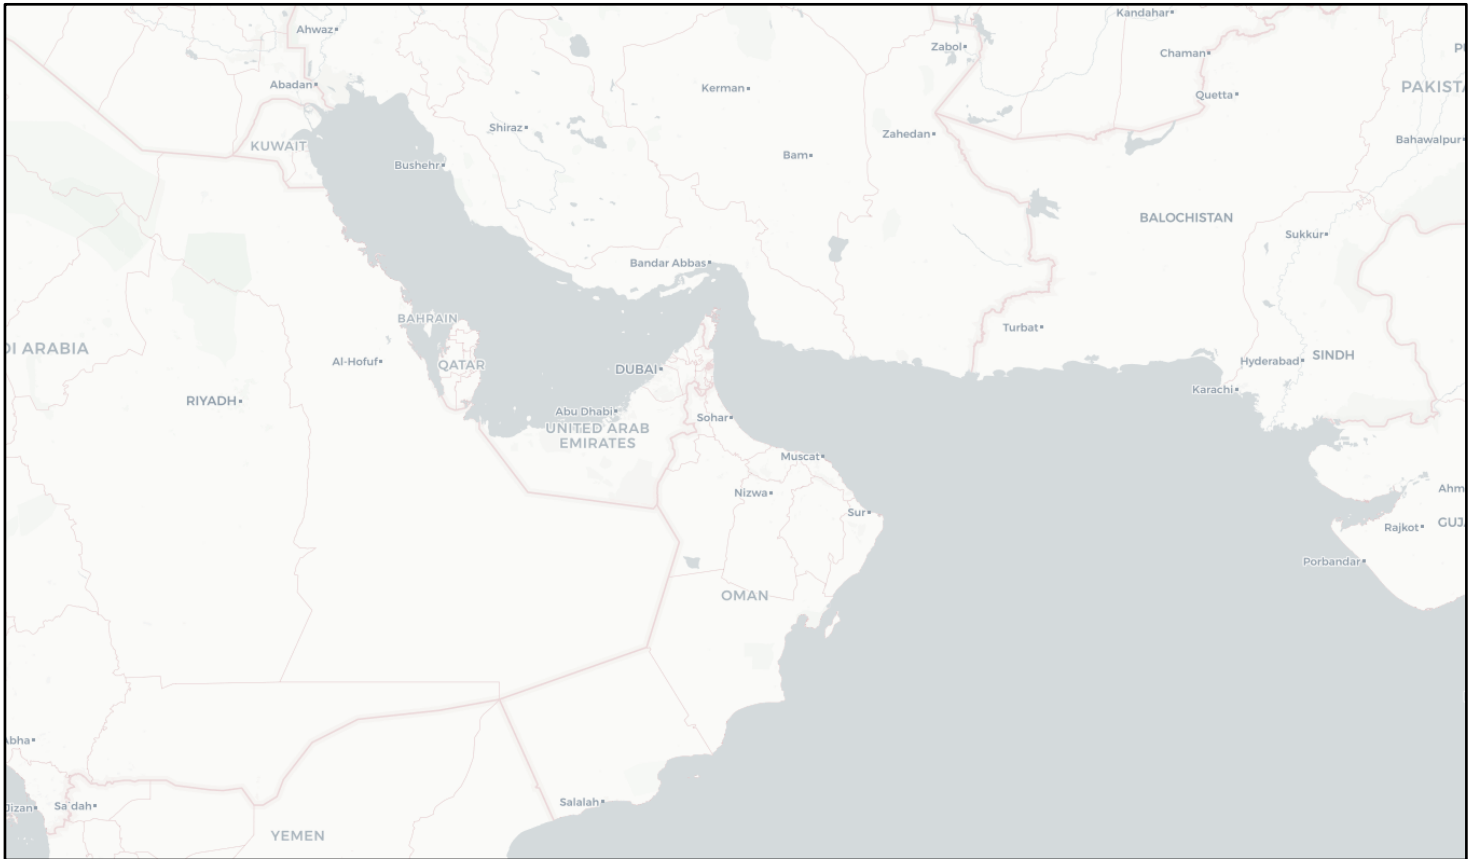 Kandahar
Ahwaz
Zabol
Chaman
Abadan
Kerman
Quetta
PAKISTA
Shiraz
Zahedan
Bahawalpur
KUWAIT
Bam
Bushehr
BALOCHISTAN
Sukkur
Bandar Abbas
BAHRAIN
Turbat
DI ARABIA
Al-Hofuf
QATAR
DUBAI
Hyderabad
SINDH
Karachi
RIYADH
Abu Dhabi
Sohar
UNITED ARAB
EMIRATES
Muscat
Nizwa
Ahm
Sur
Rajkot
GUJ
Porbandar
OMAN
Abha
Salalah
Jizan
Sa'dah
YEMEN